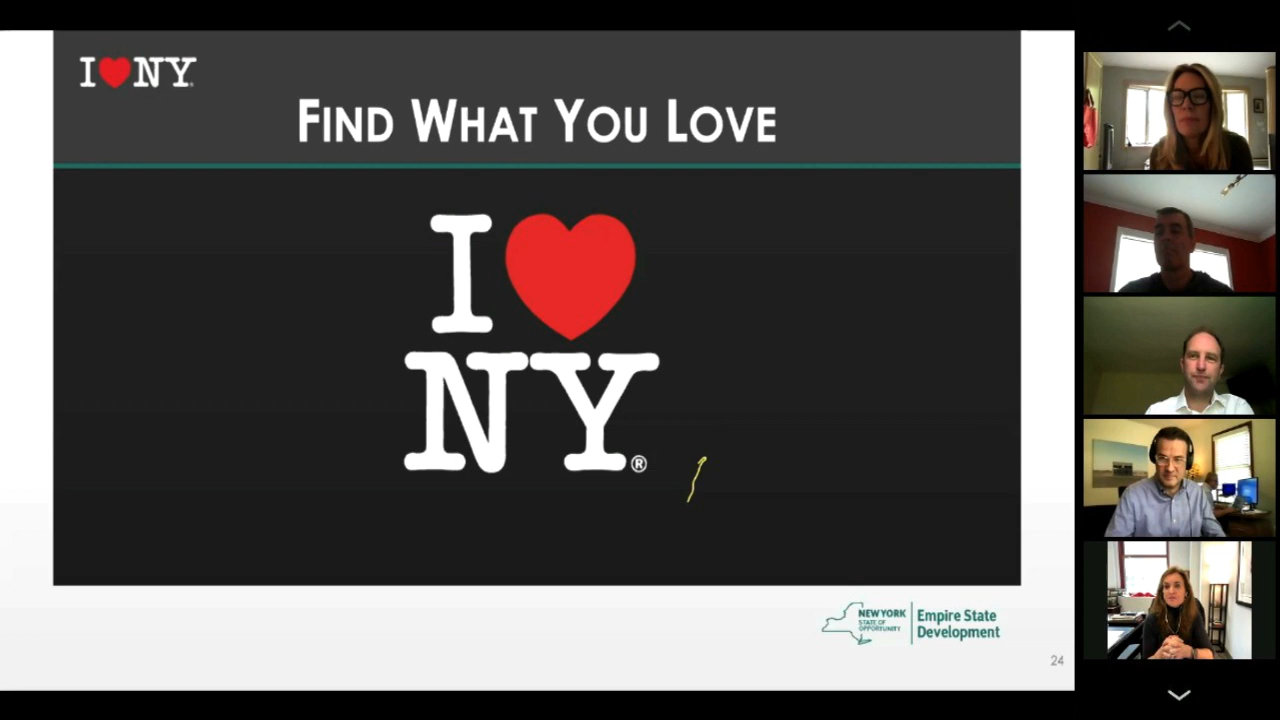 I NY
FIND WHAT YOU LOVE
I
NY®
NEW YORK
STATE OF
OPPORTUNITY
Empire State
Development
24